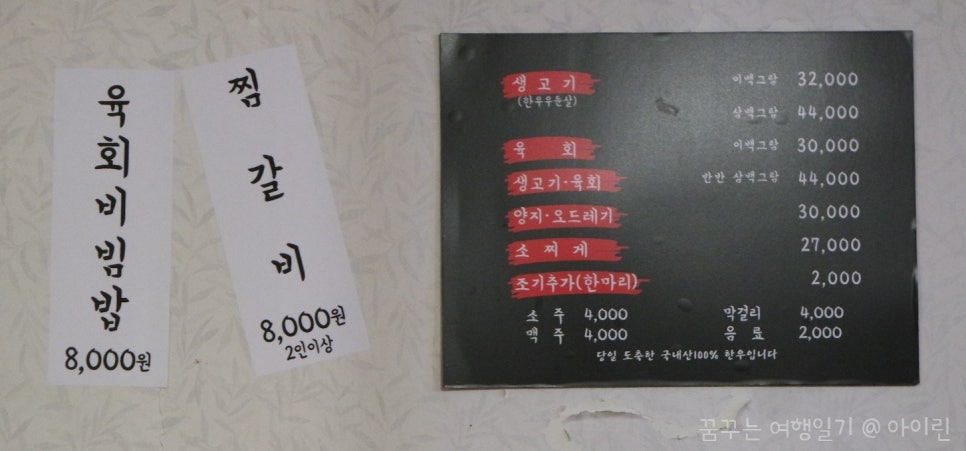 육회비빔밥
8,000원
찜갈비
8,000원
2인이상
생고기 이백그람 32,000
(한우우둔살)
삼백그람 44,000
육회 이백그람 30,000
생고기·육회 반반 삼백그람 44,000
양지·오드레기 30,000
소찌게 27,000
조기추가(한마리) 2,000
소주 4,000 막걸리 4,000
맥주 4,000 음료 2,000
당일 도축한 국내산100% 한우입니다
꿈꾸는 여행일기 @ 아이린